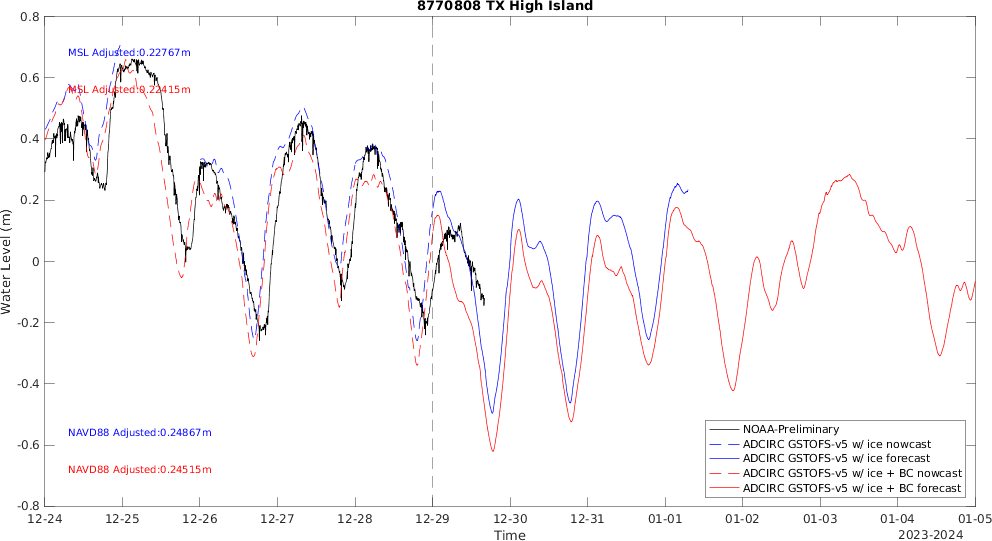 8770808 TX High Island
0.8
MSL Adjusted:0.22767m
0.6
MSL Adjusted:0.22415m
0.4
0.2
0
-0.2
-0.4
-0.6
-0.8
Water Level (m)
NAVD88 Adjusted:0.24867m
NAVD88 Adjusted:0.24515m
NOAA-Preliminary
ADCIRC GSTOFS-v5 w/ ice nowcast
ADCIRC GSTOFS-v5 w/ ice forecast
ADCIRC GSTOFS-v5 w/ ice + BC nowcast
ADCIRC GSTOFS-v5 w/ ice + BC forecast
12-24 12-25 12-26 12-27 12-28 12-29 12-30 12-31 01-01 01-02 01-03 01-04 01-05
Time
2023-2024